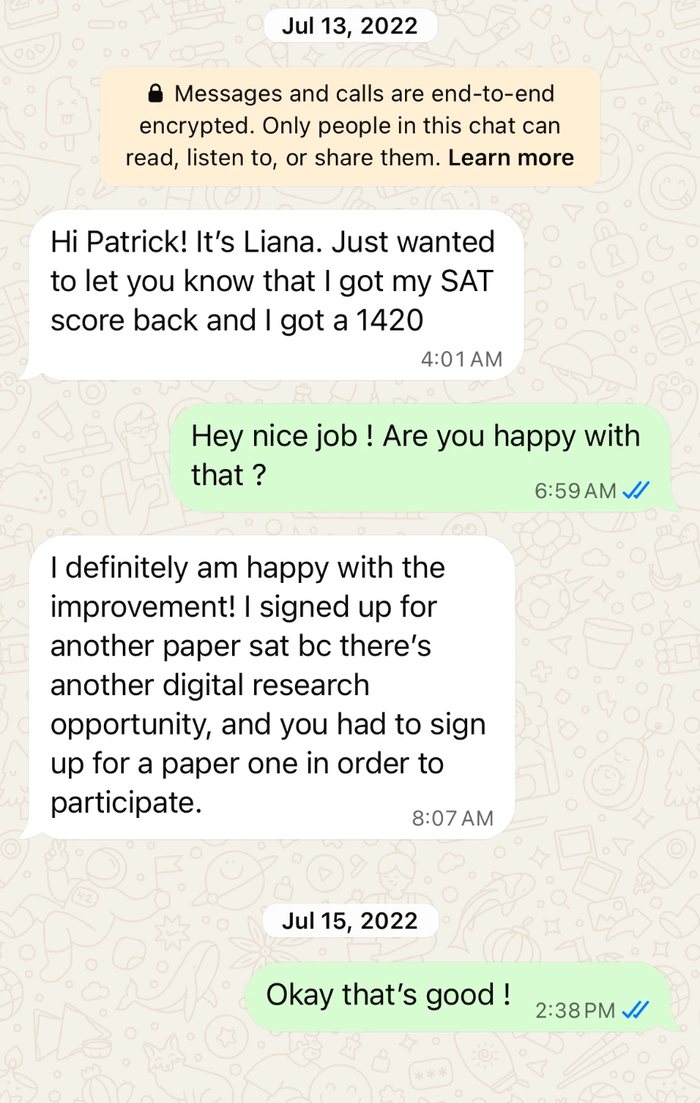 Jul 13, 2022
Messages and calls are end-to-end
encrypted. Only people in this chat can
read, listen to, or share them. Learn more
Hi Patrick! It’s Liana. Just wanted
to let you know that I got my SAT
score back and I got a 1420
4:01 AM
Hey nice job ! Are you happy with
that ?
6:59 AM
I definitely am happy with the
improvement! I signed up for
another paper sat bc there’s
another digital research
opportunity, and you had to sign
up for a paper one in order to
participate.
8:07 AM
Jul 15, 2022
Okay that’s good !
2:38 PM